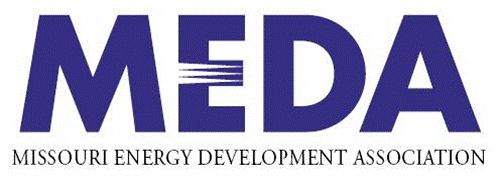 MEDA
MISSOURI ENERGY DEVELOPMENT ASSOCIATION